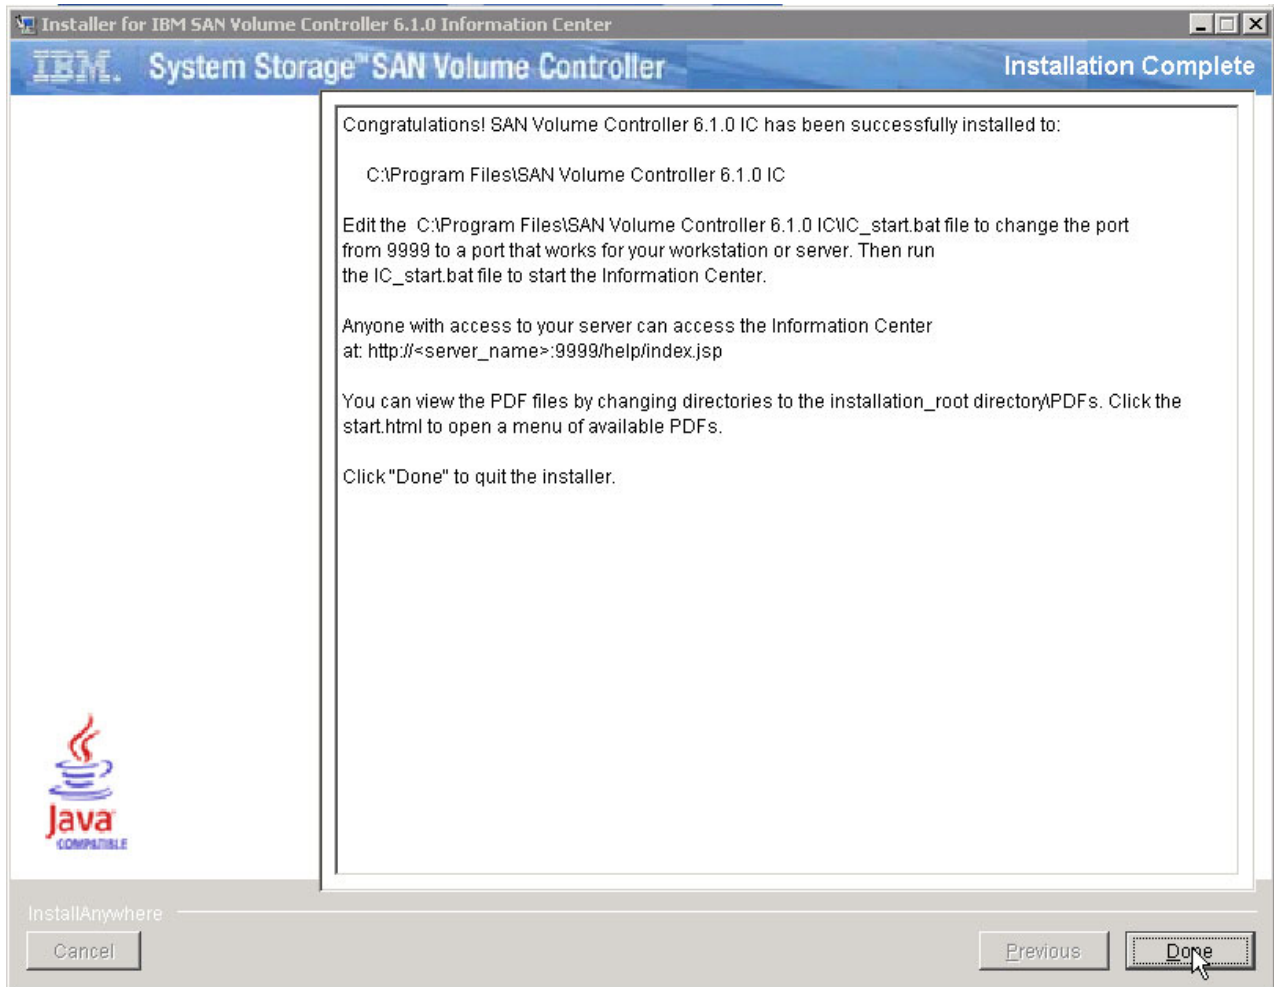 Installer for IBM SAN Volume Controller 6.1.0 Information Center
IBM. System Storage™ SAN Volume Controller Installation Complete
Congratulations! SAN Volume Controller 6.1.0 IC has been successfully installed to:
C:\Program Files\SAN Volume Controller 6.1.0 IC
Edit the  C:\Program Files\SAN Volume Controller 6.1.0 IC\IC_start.bat file to change the port
from 9999 to a port that works for your workstation or server. Then run
the IC_start.bat file to start the Information Center.
Anyone with access to your server can access the Information Center
at: http://<server_name>:9999/help/index.jsp
You can view the PDF files by changing directories to the installation_root directory\PDFs. Click the
start.html to open a menu of available PDFs.
Click "Done" to quit the installer.
Java
COMPATIBLE
InstallAnywhere
Cancel Previous Done